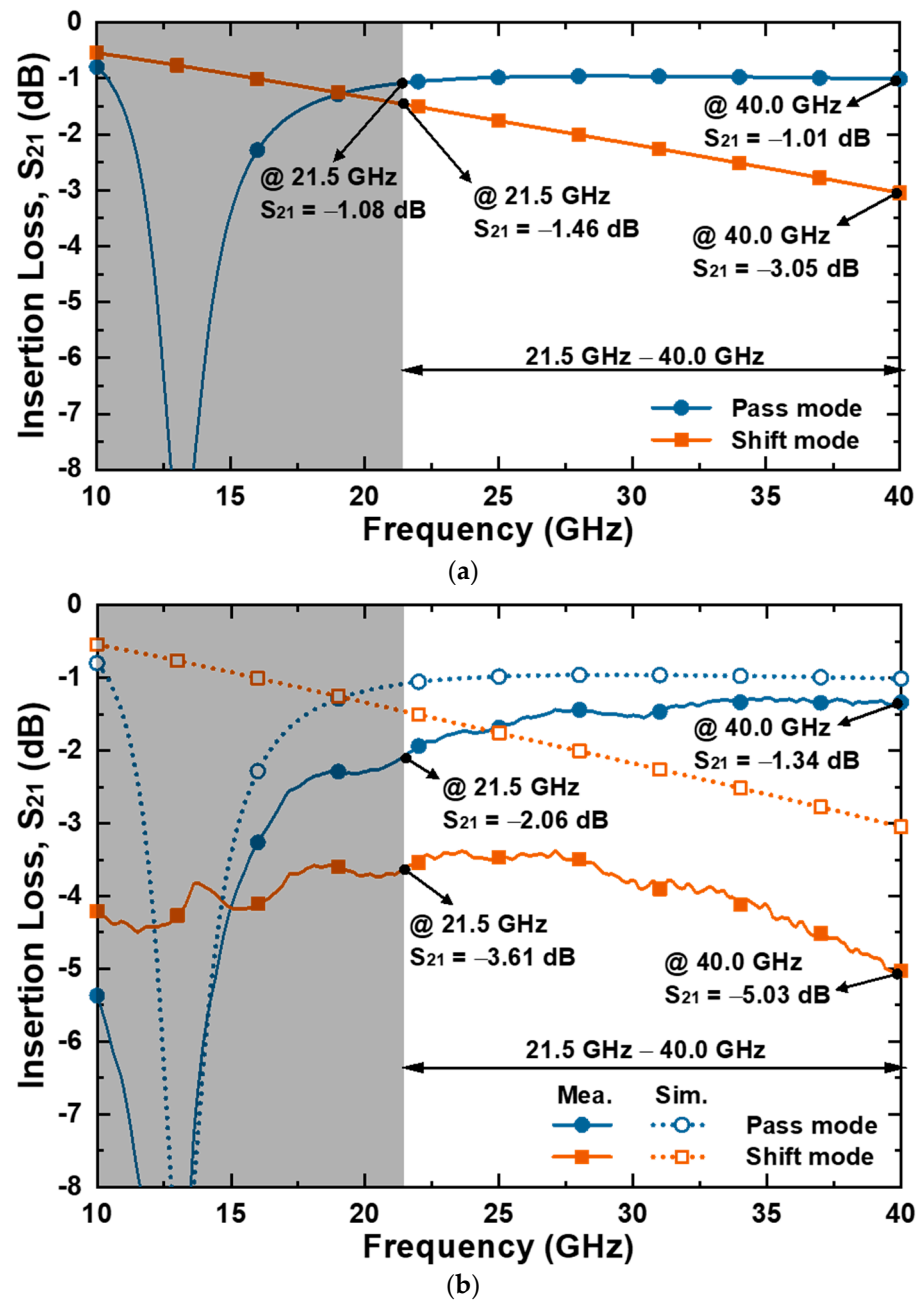 0
-1
-2
-3
-4
-5
-6
-7
-8
Insertion Loss, S21 (dB)
@ 21.5 GHz
S21 = −1.08 dB
@ 21.5 GHz
S21 = −1.46 dB
@ 40.0 GHz
S21 = −1.01 dB
@ 40.0 GHz
S21 = −3.05 dB
21.5 GHz – 40.0 GHz
Pass mode
Shift mode
10 15 20 25 30 35 40
Frequency (GHz)
(a)
0
-1
-2
-3
-4
-5
-6
-7
-8
Insertion Loss, S21 (dB)
@ 40.0 GHz
S21 = −1.34 dB
@ 21.5 GHz
S21 = −2.06 dB
@ 21.5 GHz
S21 = −3.61 dB
@ 40.0 GHz
S21 = −5.03 dB
21.5 GHz – 40.0 GHz
Mea. Sim.
Pass mode
Shift mode
10 15 20 25 30 35 40
Frequency (GHz)
(b)